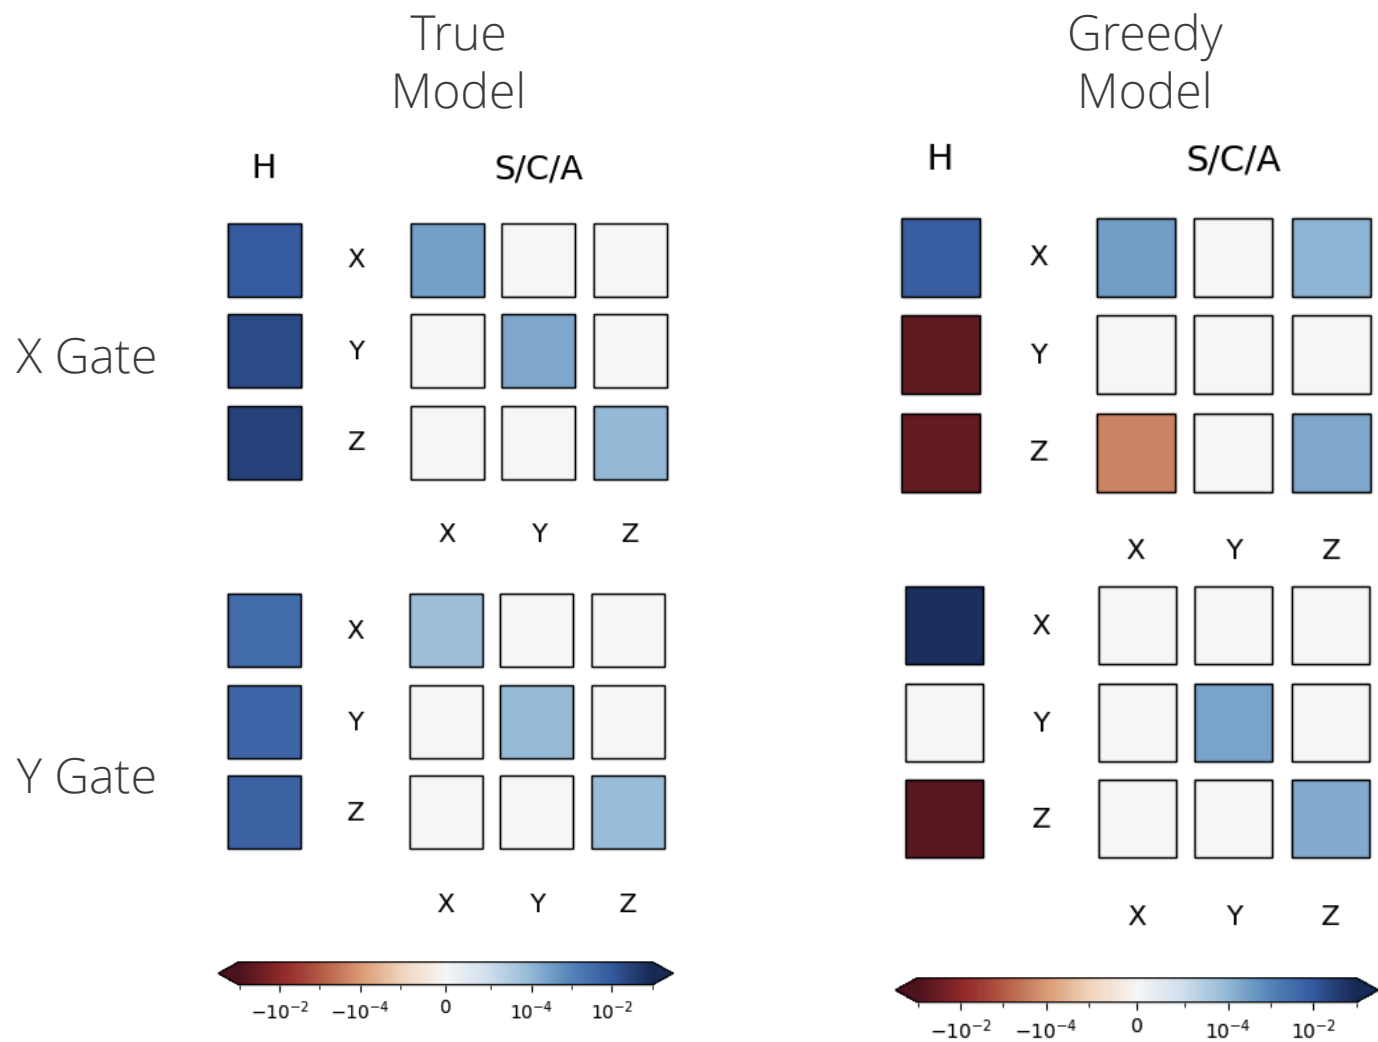 True
Model
Greedy
Model
H S/C/A
H S/C/A
X Gate
X
Y
Z
X Y Z
X
Y
Z
X Y Z
Y Gate
X
Y
Z
X Y Z
X
Y
Z
X Y Z
−10⁻² −10⁻⁴ 0 10⁻⁴ 10⁻²
−10⁻² −10⁻⁴ 0 10⁻⁴ 10⁻²